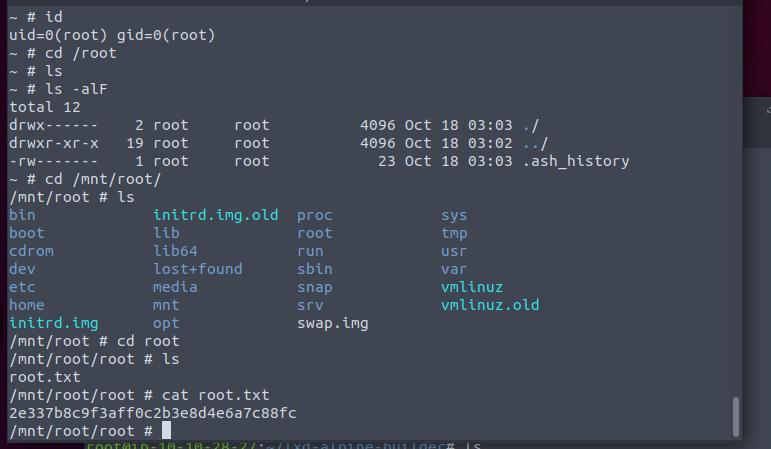 ~ # id
uid=0(root) gid=0(root)
~ # cd /root
~ # ls
~ # ls -alF
total 12
drwx------    2 root     root          4096 Oct 18 03:03 ./
drwxr-xr-x   19 root     root          4096 Oct 18 03:02 ../
-rw-------    1 root     root            23 Oct 18 03:03 .ash_history
~ # cd /mnt/root/
/mnt/root # ls
bin             initrd.img.old  proc            sys
boot            lib             root            tmp
cdrom           lib64           run             usr
dev             lost+found      sbin            var
etc             media           snap            vmlinuz
home            mnt             srv             vmlinuz.old
initrd.img      opt             swap.img
/mnt/root # cd root
/mnt/root/root # ls
root.txt
/mnt/root/root # cat root.txt
2e337b8c9f3aff0c2b3e8d4e6a7c88fc
/mnt/root/root #
root@ip-10-10-28-27:~/lxd-alpine-builder# ls